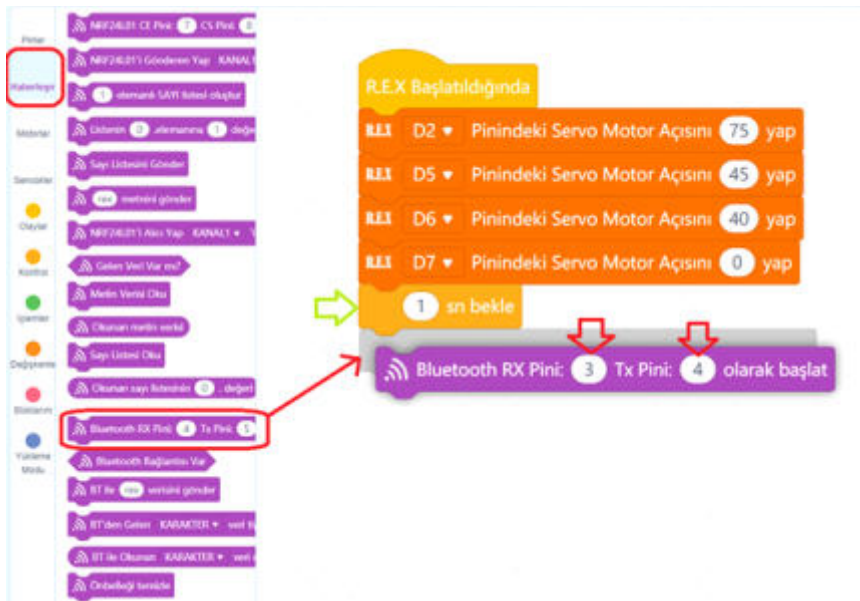 Pinler
Haberleşme
Motorlar
Sensörler
Olaylar
Kontrol
İşlemler
Değişkenler
Bloklarım
Yükleme
Modu
NRF24L01 CE Pini: 7 CS Pini: 8
NRF24L01'i Gönderen Yap KANAL1
1 elemanlı SAYI listesi oluştur
Listenin 0 .elemanına 1 değe
Sayı Listesini Gönder
rex metnini gönder
NRF24L01'i Alıcı Yap KANAL1
Gelen Veri Var mı?
Metin Verisi Oku
Okunan metin verisi
Sayı Listesi Oku
Okunan sayı listesinin 0 . değeri
Bluetooth RX Pini: 4 Tx Pini: 5
Bluetooth Bağlantısı Var
BT ile rex verisini gönder
BT'den Gelen KARAKTER veri
BT ile Okunan KARAKTER veri
Önbelleği temizle
R.E.X Başlatıldığında
R.E.X D2 Pinindeki Servo Motor Açısını 75 yap
R.E.X D5 Pinindeki Servo Motor Açısını 45 yap
R.E.X D6 Pinindeki Servo Motor Açısını 40 yap
R.E.X D7 Pinindeki Servo Motor Açısını 0 yap
1 sn bekle
Bluetooth RX Pini: 3 Tx Pini: 4 olarak başlat